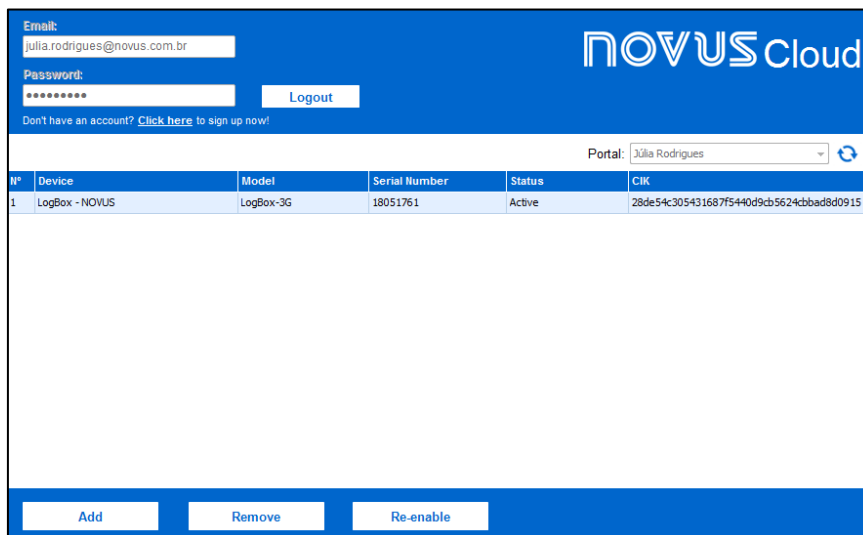 Email:
julia.rodrigues@novus.com.br
NOVUS Cloud
Password:
●●●●●●●●●
Logout
Don't have an account? Click here to sign up now!
Portal: Júlia Rodrigues
Nº Device Model Serial Number Status CIK
1 LogBox - NOVUS LogBox-3G 18051761 Active 28de54c305431687f5440d9cb5624cbbad8d0915
Add Remove Re-enable